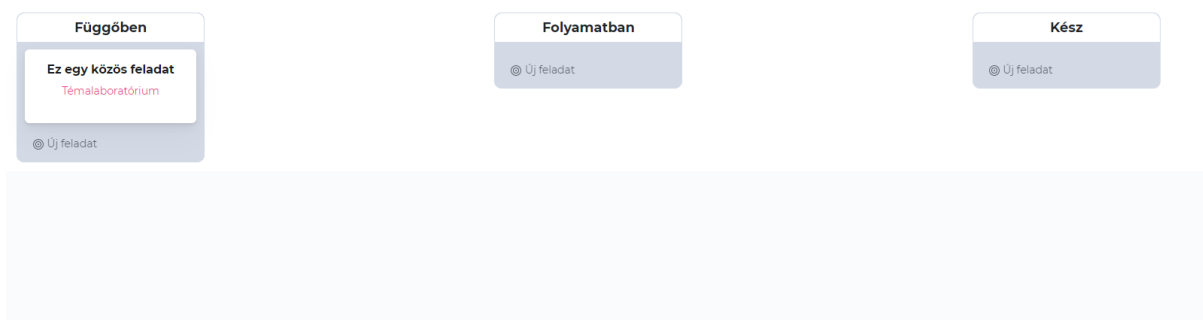 Függőben
Ez egy közös feladat
Témalaboratórium
Új feladat
Folyamatban
Új feladat
Kész
Új feladat